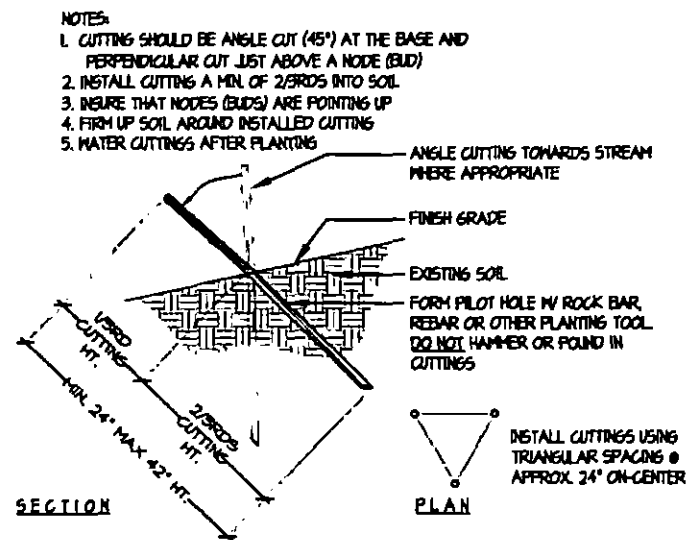 NOTES:
1. CUTTING SHOULD BE ANGLE CUT (45°) AT THE BASE AND
PERPENDICULAR CUT JUST ABOVE A NODE (BUD)
2. INSTALL CUTTING A MIN. OF 2/3RDS INTO SOIL
3. INSURE THAT NODES (BUDS) ARE POINTING UP
4. FIRM UP SOIL AROUND INSTALLED CUTTING
5. WATER CUTTINGS AFTER PLANTING
ANGLE CUTTING TOWARDS STREAM
WHERE APPROPRIATE
FINISH GRADE
EXISTING SOIL
FORM PILOT HOLE W/ ROCK BAR,
REBAR OR OTHER PLANTING TOOL.
DO NOT HAMMER OR POUND IN
CUTTINGS
1/3RD
CUTTING
HT.
2/3RDS
CUTTING
HT.
MIN. 24" MAX 42" HT.
INSTALL CUTTINGS USING
TRIANGULAR SPACING @
APPROX. 24" ON-CENTER
SECTION
PLAN